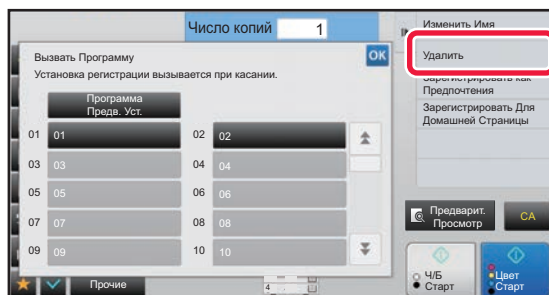 Число копий 1
Изменить Имя
Удалить
Зарегистрировать как
Предпочтения
Зарегистрировать Для
Домашней Страницы
Вызвать Программу
OK
Установка регистрации вызывается при касании.
Программа
Предв. Уст.
01 01 02 02
03 03 04 04
05 05 06 06
07 07 08 08
09 09 10 10
Предварит.
Просмотр
CA
Ч/Б
Старт
Цвет
Старт
Прочие
4